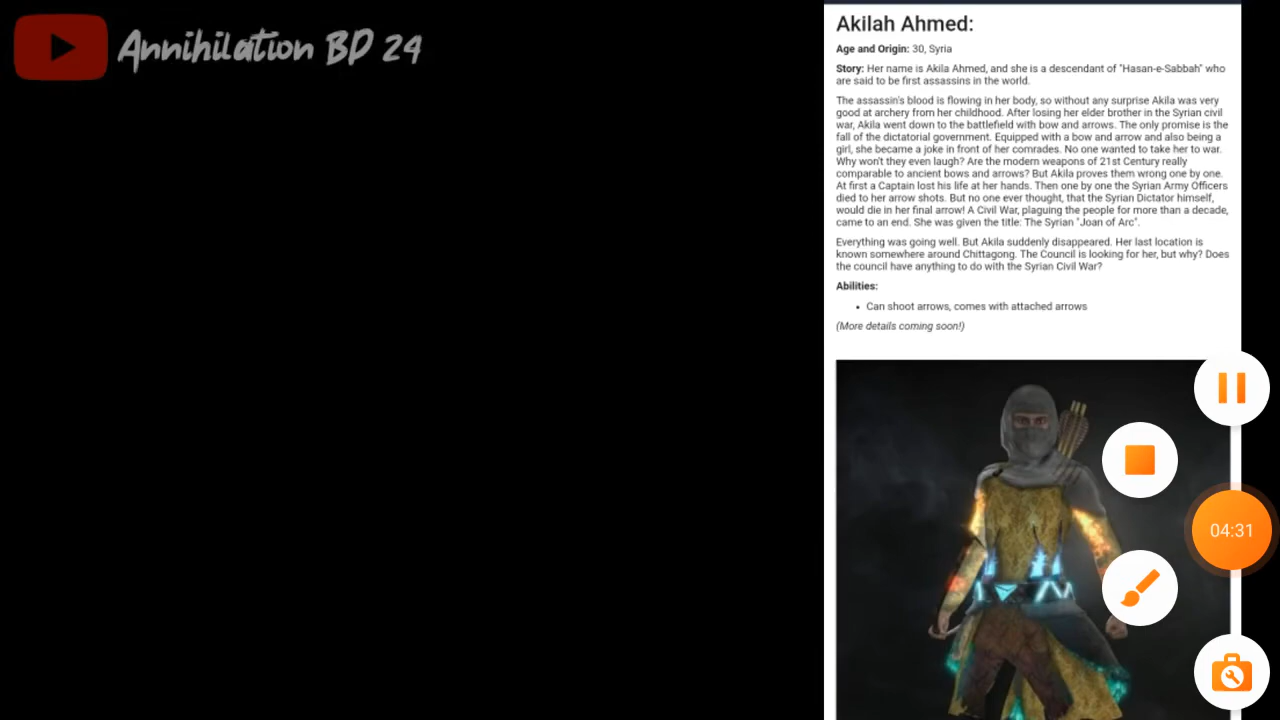 Annihilation BD 24
Akilah Ahmed:
Age and Origin: 30, Syria
Story: Her name is Akila Ahmed, and she is a descendant of "Hasan-e-Sabbah" who
are said to be first assassins in the world.
The assassin's blood is flowing in her body, so without any surprise Akila was very
good at archery from her childhood. After losing her elder brother in the Syrian civil
war, Akila went down to the battlefield with bow and arrows. The only promise is the
fall of the dictatorial government. Equipped with a bow and arrow and also being a
girl, she became a joke in front of her comrades. No one wanted to take her to war.
Why won't they even laugh? Are the modern weapons of 21st Century really
comparable to ancient bows and arrows? But Akila proves them wrong one by one.
At first a Captain lost his life at her hands. Then one by one the Syrian Army Officers
died to her arrow shots. But no one ever thought, that the Syrian Dictator himself,
would die in her final arrow! A Civil War, plaguing the people for more than a decade,
came to an end. She was given the title: The Syrian "Joan of Arc".
Everything was going well. But Akila suddenly disappeared. Her last location is
known somewhere around Chittagong. The Council is looking for her, but why? Does
the council have anything to do with the Syrian Civil War?
Abilities:
• Can shoot arrows, comes with attached arrows
(More details coming soon!)
04:31